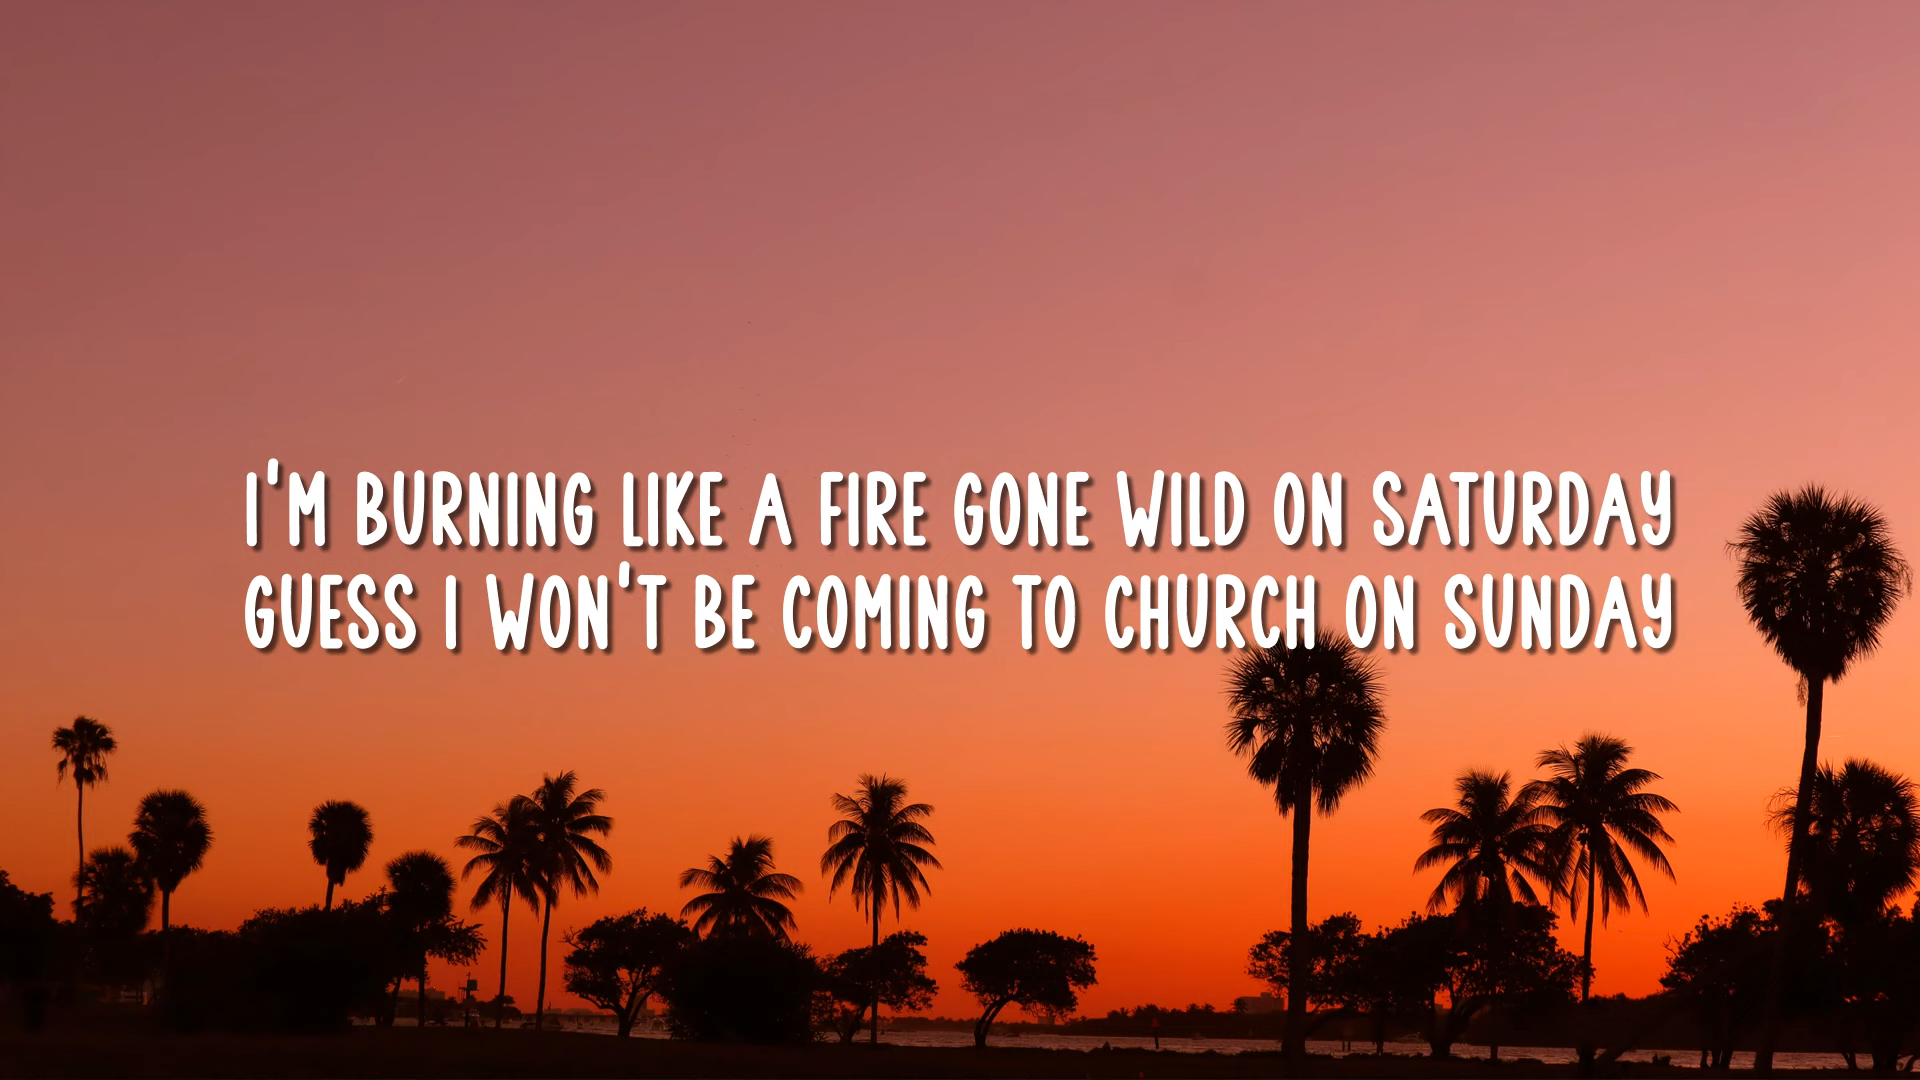 I'M BURNING LIKE A FIRE GONE WILD ON SATURDAY
GUESS I WON'T BE COMING TO CHURCH ON SUNDAY